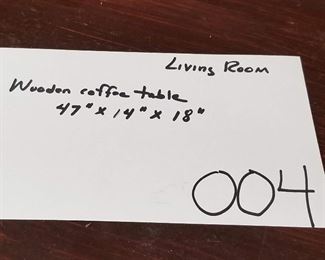 Living Room
Wooden coffee table
47" x 14" x 18"
004